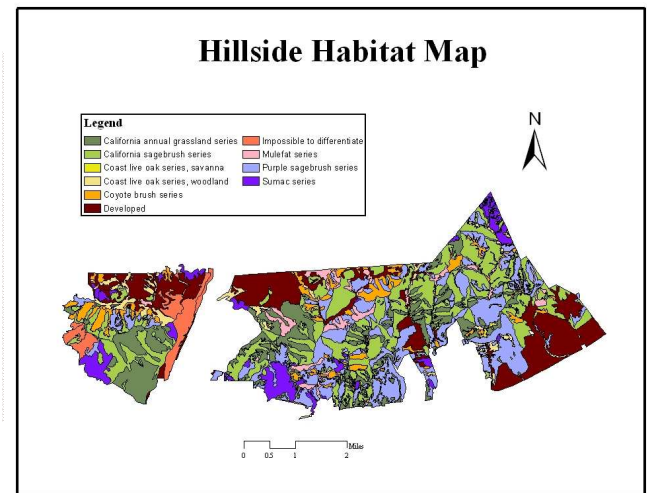 Hillside Habitat Map
N
Legend
California annual grassland series
California sagebrush series
Coast live oak series, savanna
Coast live oak series, woodland
Coyote brush series
Developed
Impossible to differentiate
Mulefat series
Purple sagebrush series
Sumac series
Miles
0 0.5 1 2